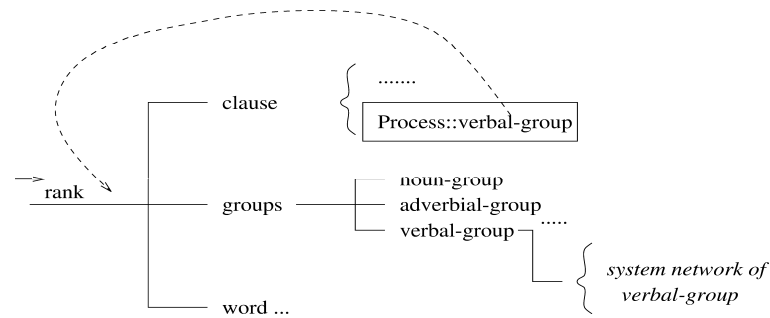 .......
clause
Process::verbal-group
rank
noun-group
groups
adverbial-group
verbal-group
.....
system network of
verbal-group
word ...